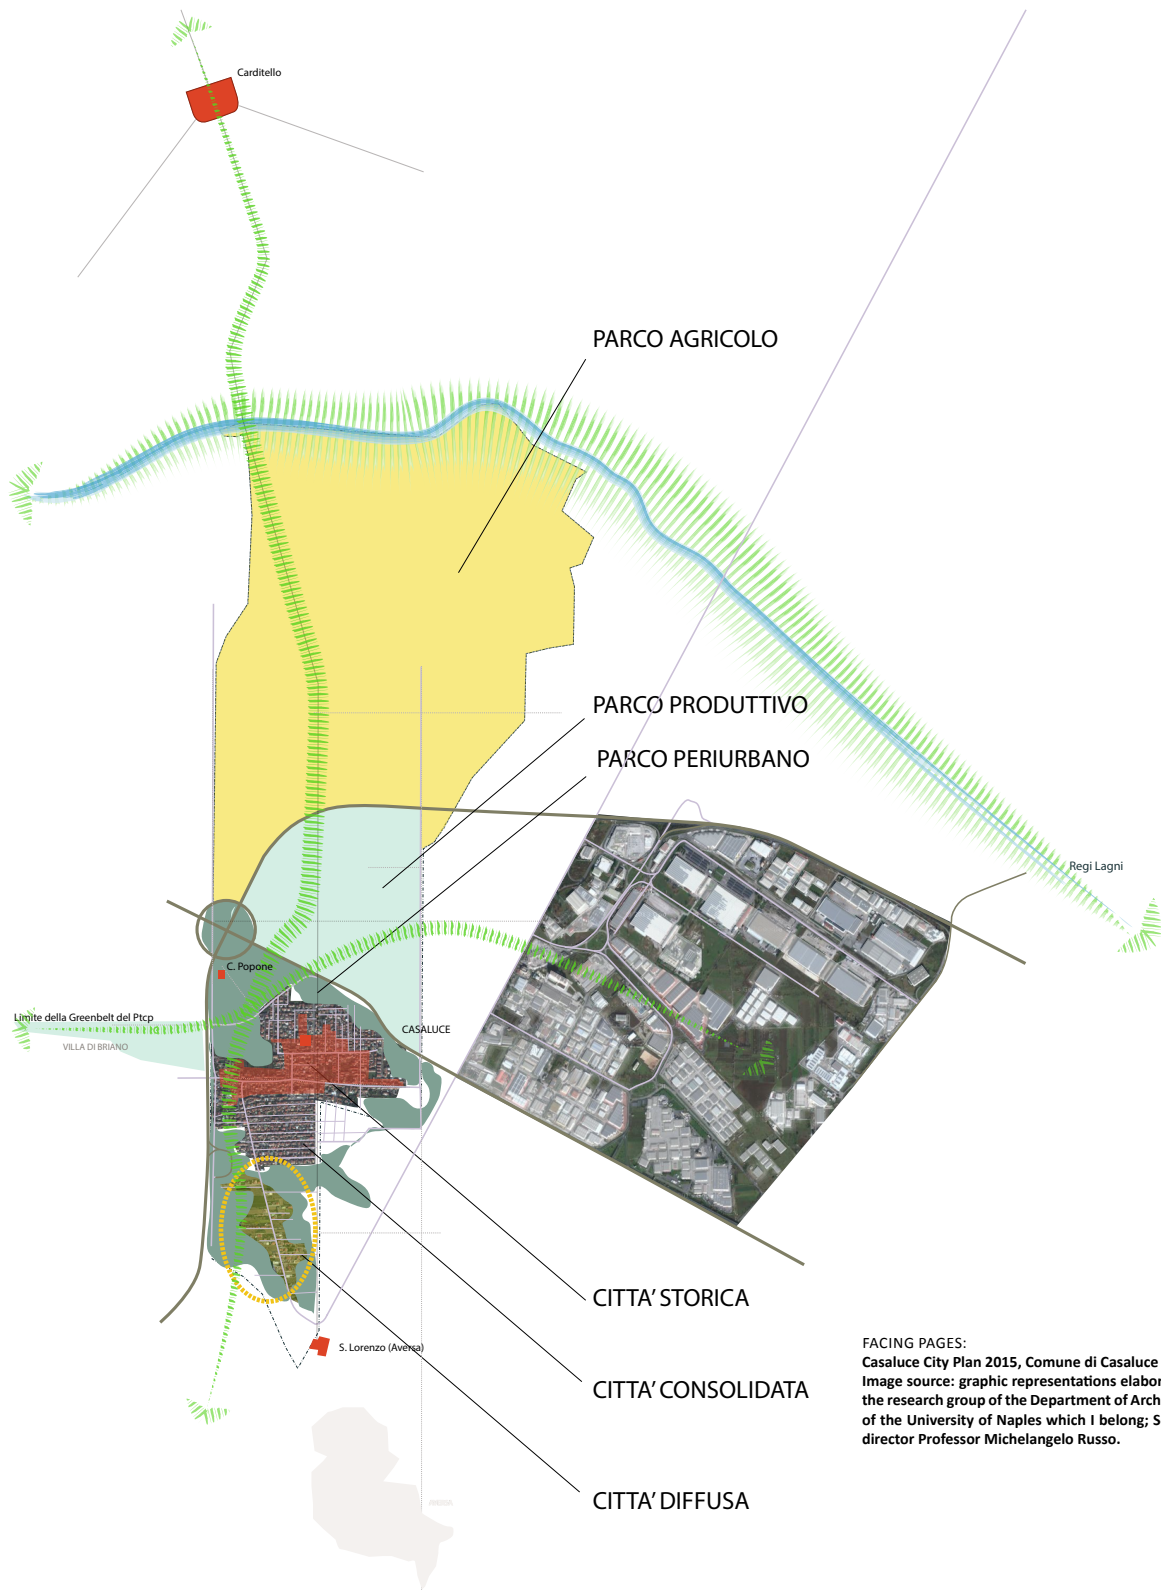 Carditello
PARCO AGRICOLO
PARCO PRODUTTIVO
PARCO PERIURBANO
Regi Lagni
C. Popone
Limite della Greenbelt del Ptcp
CASALUCE
VILLA DI BRIANO
CITTA' STORICA
S. Lorenzo (Aversa)
CITTA' CONSOLIDATA
CITTA' DIFFUSA
FACING PAGES:
Casaluce City Plan 2015, Comune di Casaluce
Image source: graphic representations elabor
the research group of the Department of Arch
of the University of Naples which I belong; S
director Professor Michelangelo Russo.